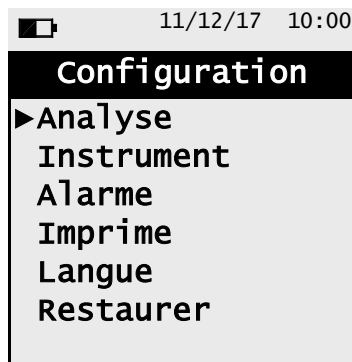 11/12/17 10:00
Configuration
Analyse
Instrument
Alarme
Imprime
Langue
Restaurer